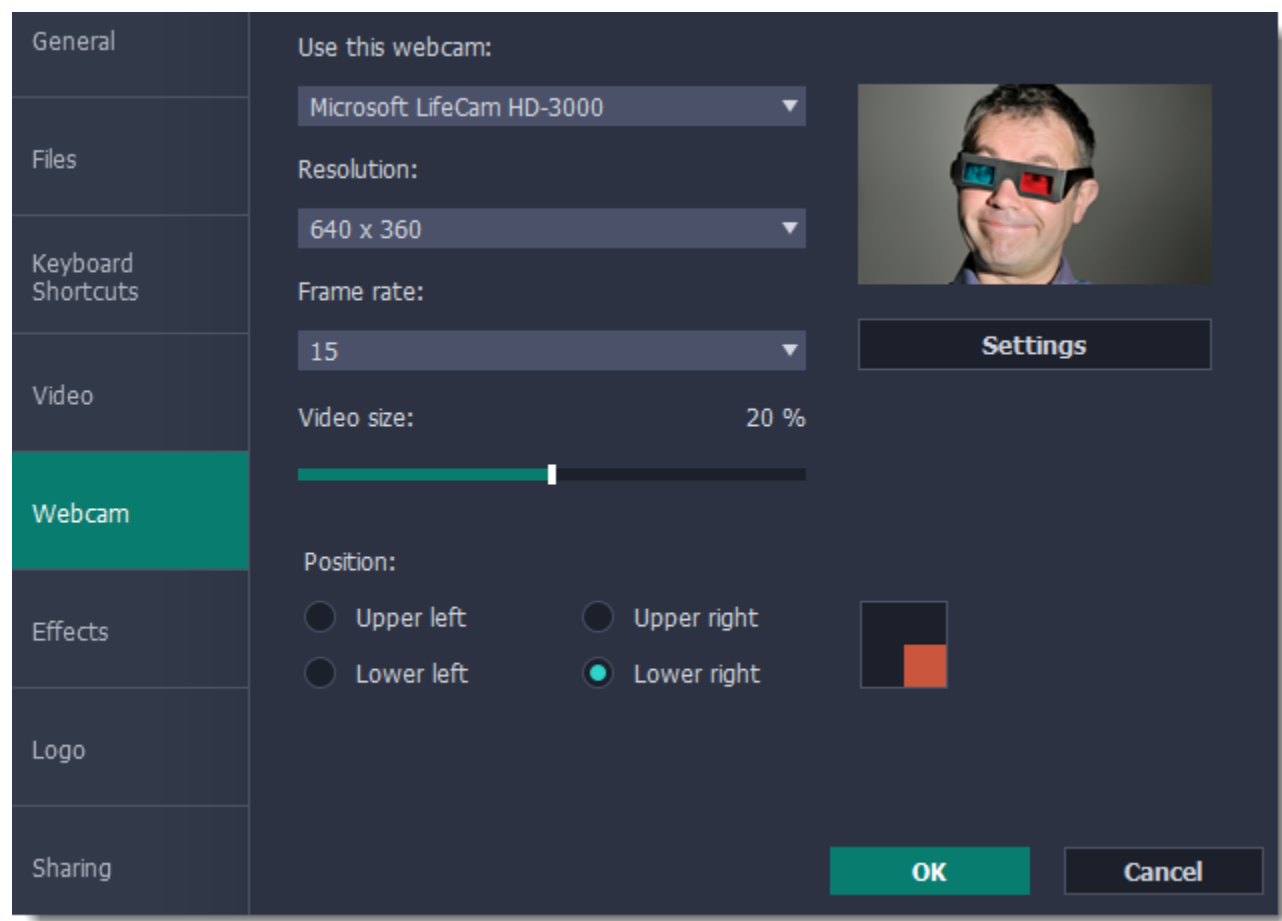 General
Files
Keyboard
Shortcuts
Video
Webcam
Effects
Logo
Sharing
Use this webcam:
Microsoft LifeCam HD-3000
Resolution:
640 x 360
Frame rate:
15
Video size: 20 %
Position:
Upper left Upper right
Lower left Lower right
Settings
OK Cancel